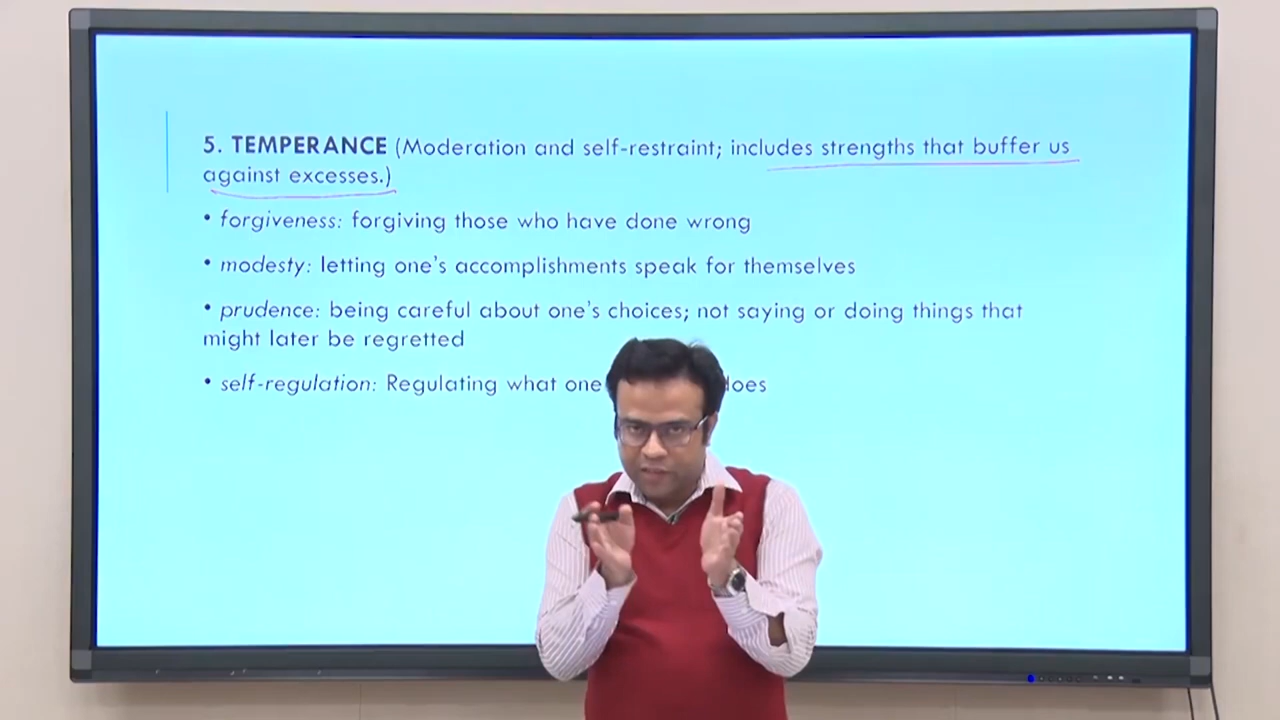 5. TEMPERANCE (Moderation and self-restraint; includes strengths that buffer us
against excesses.)
• forgiveness: forgiving those who have done wrong
• modesty: letting one's accomplishments speak for themselves
• prudence: being careful about one's choices; not saying or doing things that
might later be regretted
• self-regulation: Regulating what one does